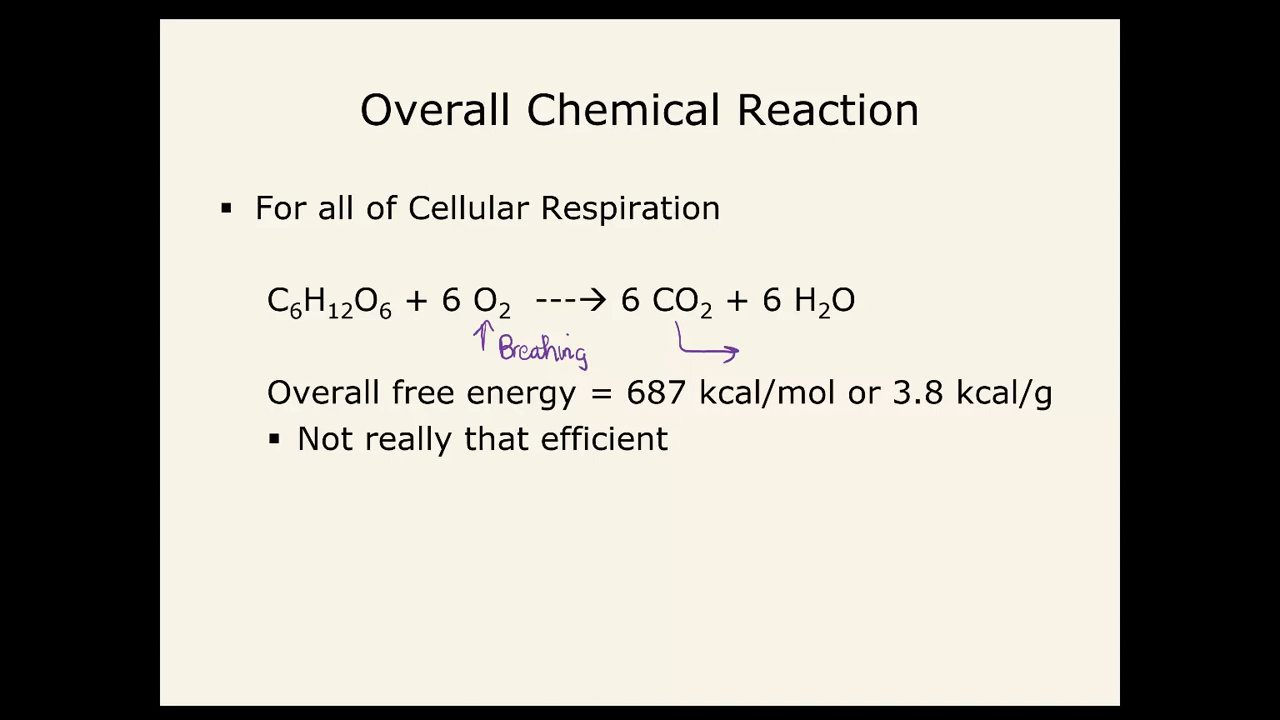 Overall Chemical Reaction
▪ For all of Cellular Respiration
C₆H₁₂O₆ + 6 O₂ ---→ 6 CO₂ + 6 H₂O
Breathing
Overall free energy = 687 kcal/mol or 3.8 kcal/g
▪ Not really that efficient